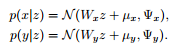 p(x|z) = 𝒩(W_x z + μ_x, Ψ_x),
p(y|z) = 𝒩(W_y z + μ_y, Ψ_y).